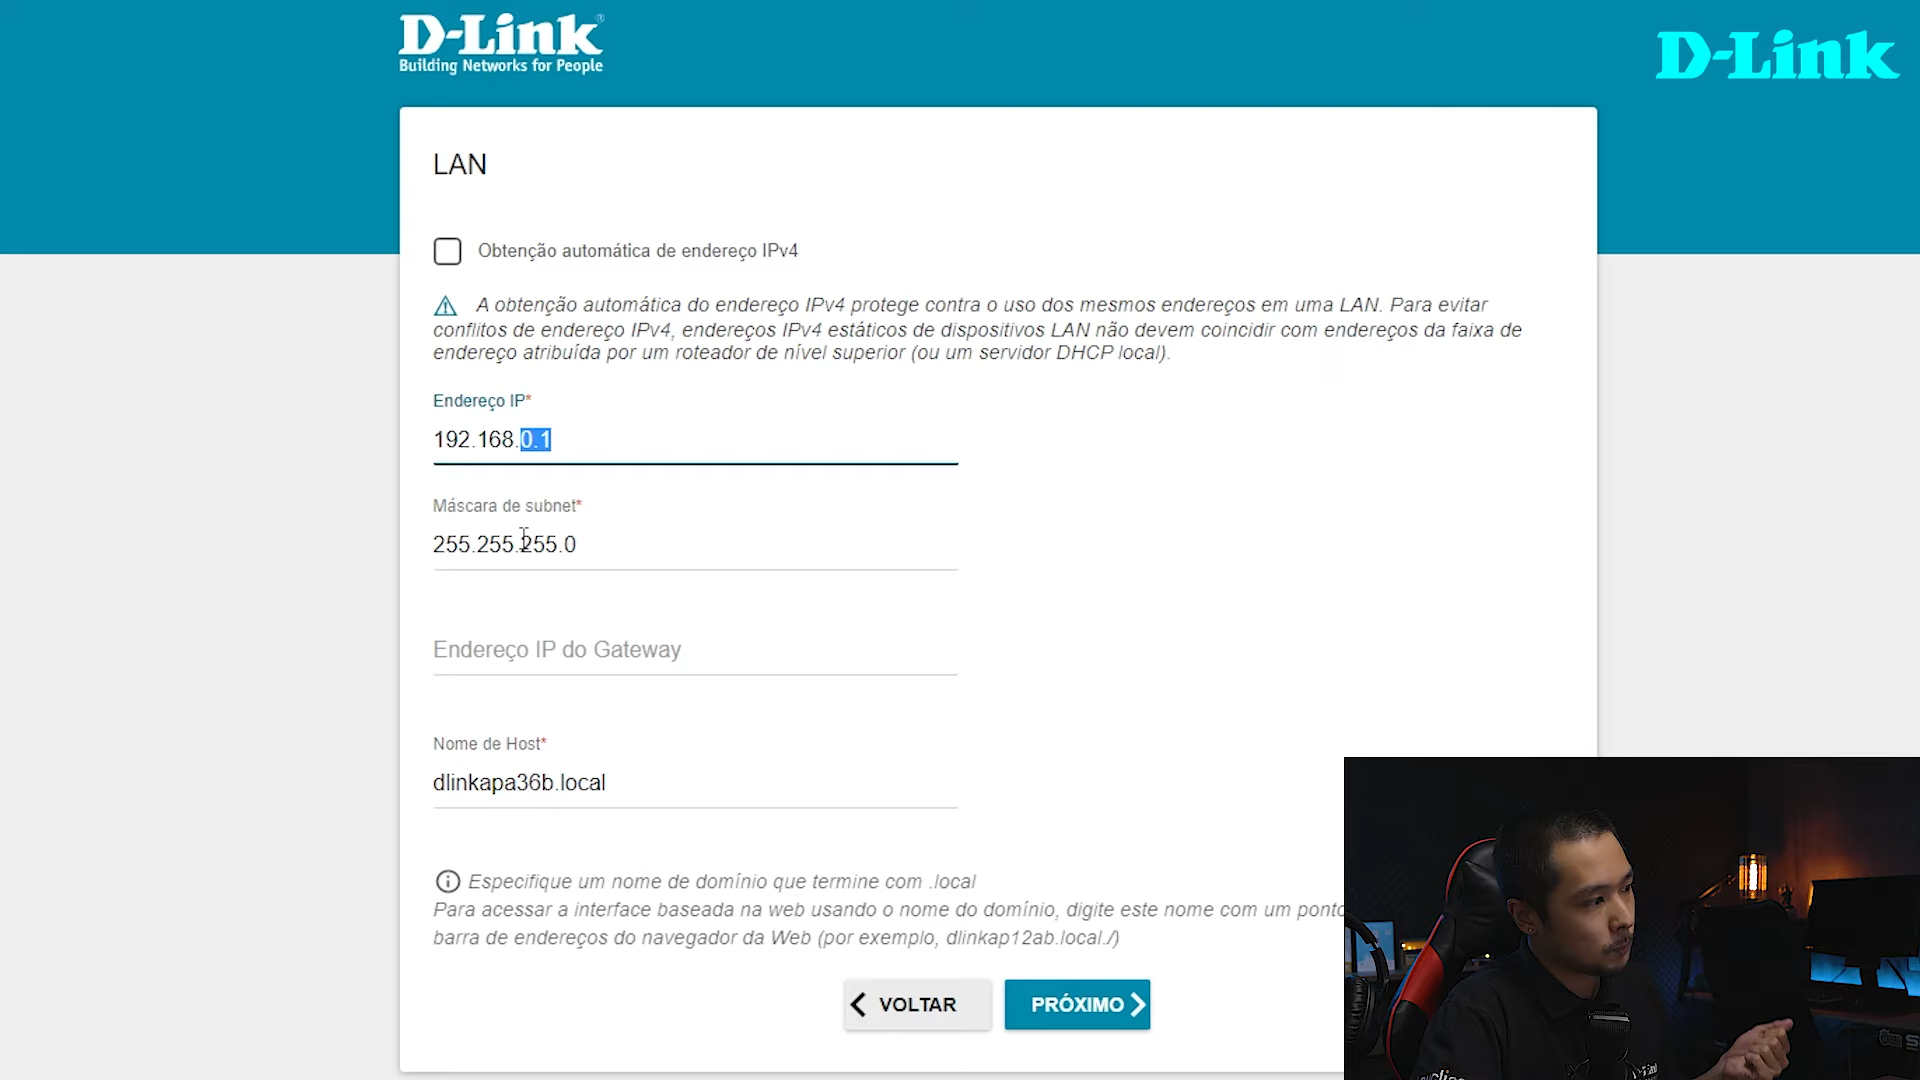 D-Link®
Building Networks for People
D-Link
LAN
Obtenção automática de endereço IPv4
A obtenção automática do endereço IPv4 protege contra o uso dos mesmos endereços em uma LAN. Para evitar
conflitos de endereço IPv4, endereços IPv4 estáticos de dispositivos LAN não devem coincidir com endereços da faixa de
endereço atribuída por um roteador de nível superior (ou um servidor DHCP local).
Endereço IP*
192.168.0.1
Máscara de subnet*
255.255.255.0
Endereço IP do Gateway
Nome de Host*
dlinkapa36b.local
Especifique um nome de domínio que termine com .local
Para acessar a interface baseada na web usando o nome do domínio, digite este nome com um ponto
barra de endereços do navegador da Web (por exemplo, dlinkap12ab.local./)
VOLTAR
PRÓXIMO